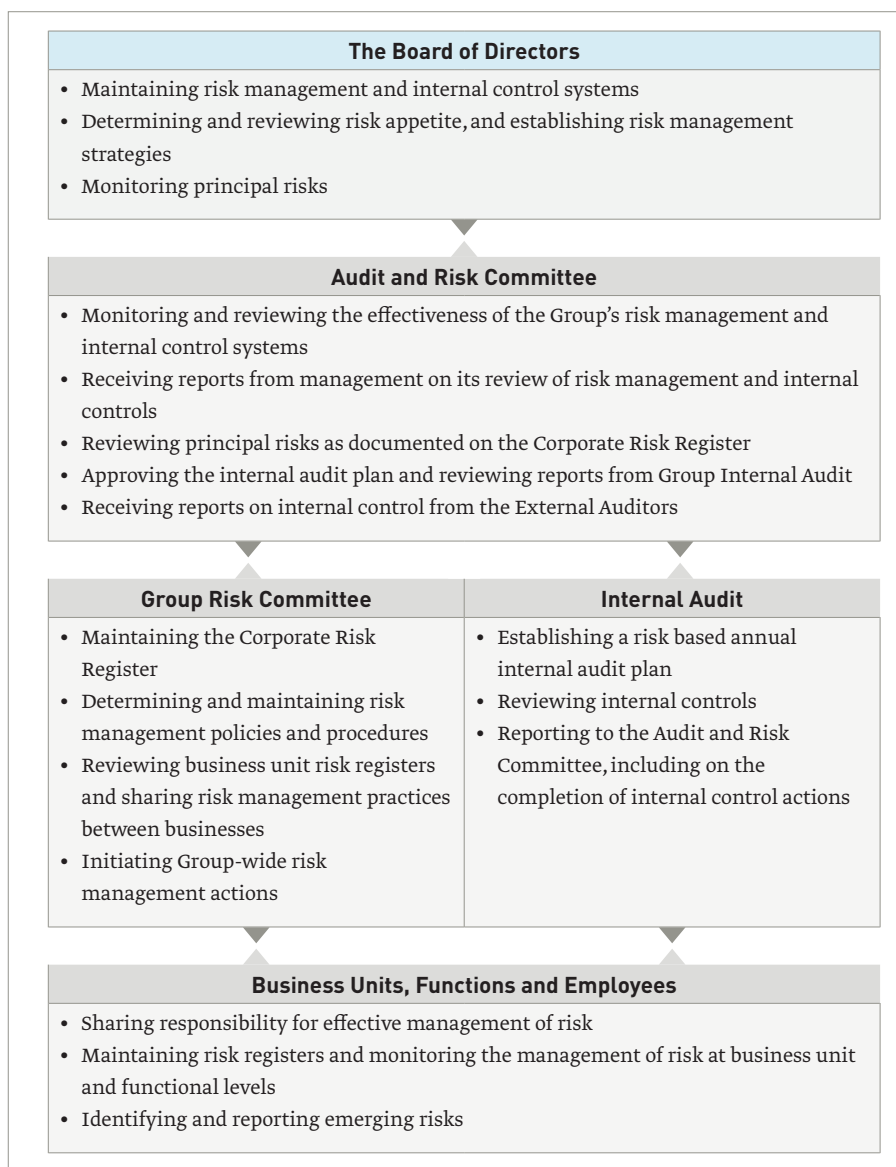 The Board of Directors
• Maintaining risk management and internal control systems
• Determining and reviewing risk appetite, and establishing risk management
strategies
• Monitoring principal risks
Audit and Risk Committee
• Monitoring and reviewing the effectiveness of the Group’s risk management and
internal control systems
• Receiving reports from management on its review of risk management and internal
controls
• Reviewing principal risks as documented on the Corporate Risk Register
• Approving the internal audit plan and reviewing reports from Group Internal Audit
• Receiving reports on internal control from the External Auditors
Group Risk Committee
• Maintaining the Corporate Risk
Register
• Determining and maintaining risk
management policies and procedures
• Reviewing business unit risk registers
and sharing risk management practices
between businesses
• Initiating Group-wide risk
management actions
Internal Audit
• Establishing a risk based annual
internal audit plan
• Reviewing internal controls
• Reporting to the Audit and Risk
Committee, including on the
completion of internal control actions
Business Units, Functions and Employees
• Sharing responsibility for effective management of risk
• Maintaining risk registers and monitoring the management of risk at business unit
and functional levels
• Identifying and reporting emerging risks